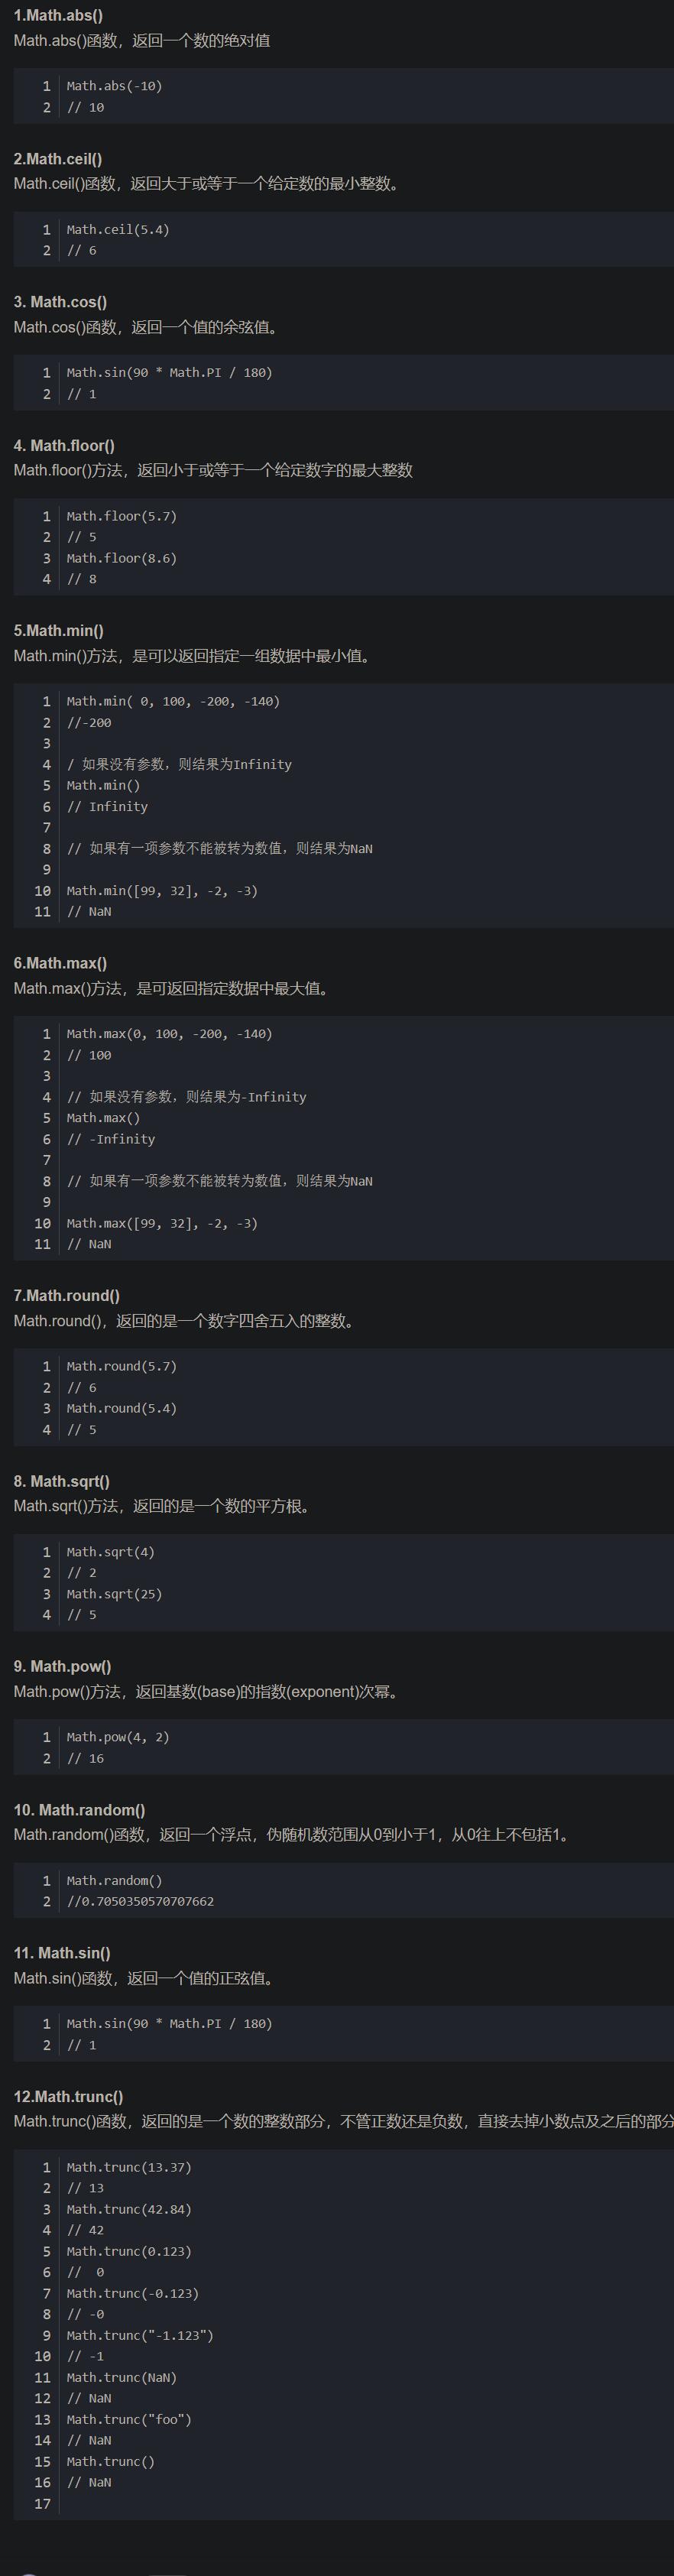 1.Math.abs()
Math.abs()函数，返回一个数的绝对值
1 Math.abs(-10)
2 // 10
2.Math.ceil()
Math.ceil()函数，返回大于或等于一个给定数的最小整数。
1 Math.ceil(5.4)
2 // 6
3. Math.cos()
Math.cos()函数，返回一个值的余弦值。
1 Math.sin(90 * Math.PI / 180)
2 // 1
4. Math.floor()
Math.floor()方法，返回小于或等于一个给定数字的最大整数
1 Math.floor(5.7)
2 // 5
3 Math.floor(8.6)
4 // 8
5.Math.min()
Math.min()方法，是可以返回指定一组数据中最小值。
1 Math.min( 0, 100, -200, -140)
2 //-200
3
4 / 如果没有参数，则结果为Infinity
5 Math.min()
6 // Infinity
7
8 // 如果有一项参数不能被转为数值，则结果为NaN
9
10 Math.min([99, 32], -2, -3)
11 // NaN
6.Math.max()
Math.max()方法，是可返回指定数据中最大值。
1 Math.max(0, 100, -200, -140)
2 // 100
3
4 // 如果没有参数，则结果为-Infinity
5 Math.max()
6 // -Infinity
7
8 // 如果有一项参数不能被转为数值，则结果为NaN
9
10 Math.max([99, 32], -2, -3)
11 // NaN
7.Math.round()
Math.round()，返回的是一个数字四舍五入的整数。
1 Math.round(5.7)
2 // 6
3 Math.round(5.4)
4 // 5
8. Math.sqrt()
Math.sqrt()方法，返回的是一个数的平方根。
1 Math.sqrt(4)
2 // 2
3 Math.sqrt(25)
4 // 5
9. Math.pow()
Math.pow()方法，返回基数(base)的指数(exponent)次幂。
1 Math.pow(4, 2)
2 // 16
10. Math.random()
Math.random()函数，返回一个浮点，伪随机数范围从0到小于1，从0往上不包括1。
1 Math.random()
2 //0.7050350570707662
11. Math.sin()
Math.sin()函数，返回一个值的正弦值。
1 Math.sin(90 * Math.PI / 180)
2 // 1
12.Math.trunc()
Math.trunc()函数，返回的是一个数的整数部分，不管正数还是负数，直接去掉小数点及之后的部分
1 Math.trunc(13.37)
2 // 13
3 Math.trunc(42.84)
4 // 42
5 Math.trunc(0.123)
6 //  0
7 Math.trunc(-0.123)
8 // -0
9 Math.trunc("-1.123")
10 // -1
11 Math.trunc(NaN)
12 // NaN
13 Math.trunc("foo")
14 // NaN
15 Math.trunc()
16 // NaN
17